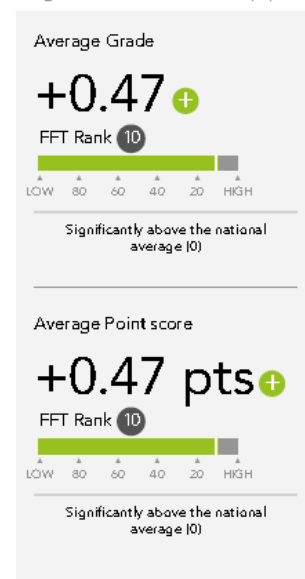 Average Grade
+0.47 +
FFT Rank 10
LOW 80 60 40 20 HIGH
Significantly above the national
average (0)
Average Point score
+0.47 pts +
FFT Rank 10
LOW 80 60 40 20 HIGH
Significantly above the national
average (0)